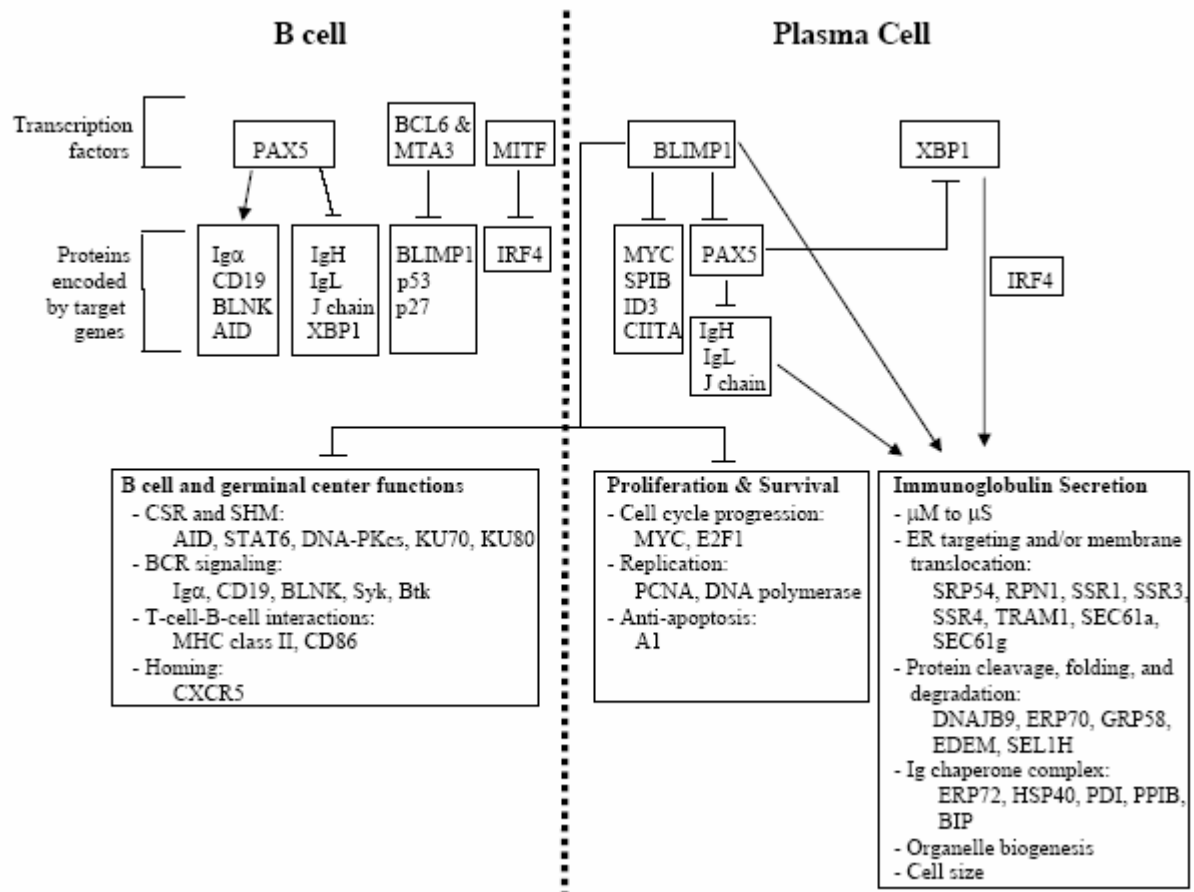 B cell
Plasma Cell
Transcription
factors
PAX5
BCL6 &
MTA3
MITF
BLIMP1
XBP1
Proteins
encoded
by target
genes
Igα
CD19
BLNK
AID
IgH
IgL
J chain
XBP1
BLIMP1
p53
p27
IRF4
MYC
SPIB
ID3
CIITA
PAX5
IgH
IgL
J chain
IRF4
B cell and germinal center functions
- CSR and SHM:
AID, STAT6, DNA-PKcs, KU70, KU80
- BCR signaling:
Igα, CD19, BLNK, Syk, Btk
- T-cell-B-cell interactions:
MHC class II, CD86
- Homing:
CXCR5
Proliferation & Survival
- Cell cycle progression:
MYC, E2F1
- Replication:
PCNA, DNA polymerase
- Anti-apoptosis:
A1
Immunoglobulin Secretion
- μM to μS
- ER targeting and/or membrane
translocation:
SRP54, RPN1, SSR1, SSR3,
SSR4, TRAM1, SEC61a,
SEC61g
- Protein cleavage, folding, and
degradation:
DNAJB9, ERP70, GRP58,
EDEM, SEL1H
- Ig chaperone complex:
ERP72, HSP40, PDI, PPIB,
BIP
- Organelle biogenesis
- Cell size